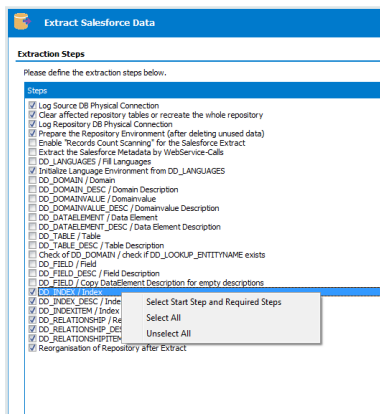 Extract Salesforce Data
Extraction Steps
Please define the extraction steps below.
Steps
Log Source DB Physical Connection
Clear affected repository tables or recreate the whole repository
Log Repository DB Physical Connection
Prepare the Repository Environment (after deleting unused data)
Enable "Records Count Scanning" for the Salesforce Extract
Extract the Salesforce Metadata by WebService-Calls
DD_LANGUAGES / Fill Languages
Initialize Language Environment from DD_LANGUAGES
DD_DOMAIN / Domain
DD_DOMAIN_DESC / Domain Description
DD_DOMAINVALUE / Domainvalue
DD_DOMAINVALUE_DESC / Domainvalue Description
DD_DATAELEMENT / Data Element
DD_DATAELEMENT_DESC / Data Element Description
DD_TABLE / Table
DD_TABLE_DESC / Table Description
Check of DD_DOMAIN / check if DD_LOOKUP_ENTITYNAME exists
DD_FIELD / Field
DD_FIELD_DESC / Field Description
DD_FIELD / Copy DataElement Description for empty descriptions
DD_INDEX / Index
DD_INDEX_DESC / Inde
DD_INDEXITEM / Index
DD_RELATIONSHIP / Re
DD_RELATIONSHIP_DES
DD_RELATIONSHIPITEM
Reorganisation of Repository after Extract
Select Start Step and Required Steps
Select All
Unselect All